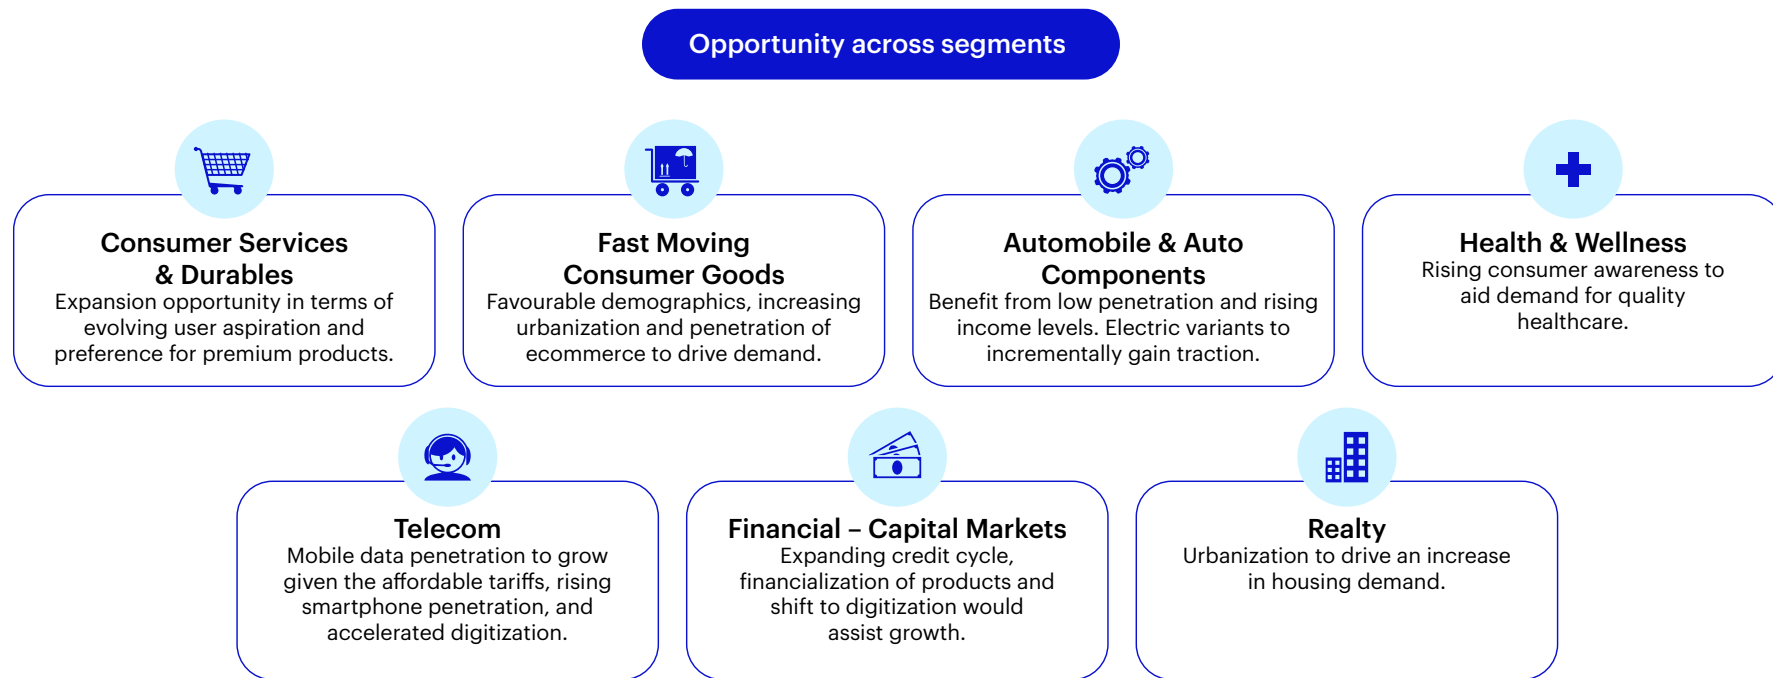 Opportunity across segments
Consumer Services
& Durables
Expansion opportunity in terms of
evolving user aspiration and
preference for premium products.
Fast Moving
Consumer Goods
Favourable demographics, increasing
urbanization and penetration of
ecommerce to drive demand.
Automobile & Auto
Components
Benefit from low penetration and rising
income levels. Electric variants to
incrementally gain traction.
Health & Wellness
Rising consumer awareness to
aid demand for quality
healthcare.
Telecom
Mobile data penetration to grow
given the affordable tariffs, rising
smartphone penetration, and
accelerated digitization.
Financial – Capital Markets
Expanding credit cycle,
financialization of products and
shift to digitization would
assist growth.
Realty
Urbanization to drive an increase
in housing demand.